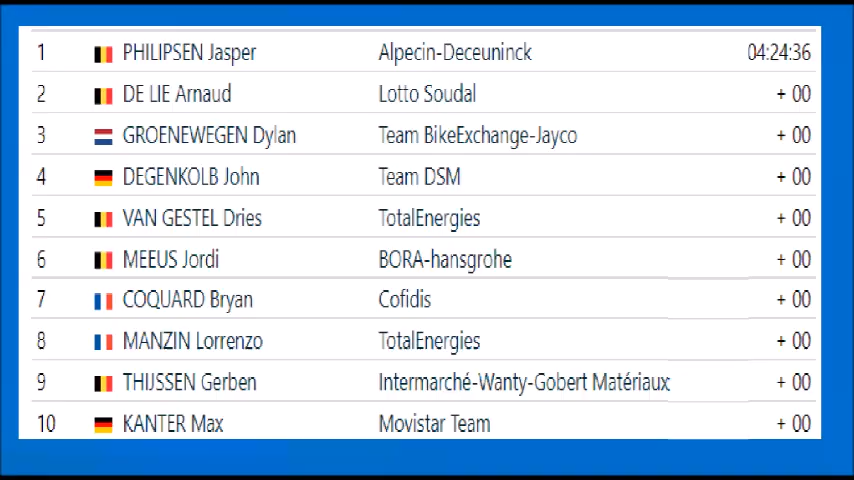 1 PHILIPSEN Jasper Alpecin-Deceuninck 04:24:36
2 DE LIE Arnaud Lotto Soudal + 00
3 GROENEWEGEN Dylan Team BikeExchange-Jayco + 00
4 DEGENKOLB John Team DSM + 00
5 VAN GESTEL Dries TotalEnergies + 00
6 MEEUS Jordi BORA-hansgrohe + 00
7 COQUARD Bryan Cofidis + 00
8 MANZIN Lorrenzo TotalEnergies + 00
9 THIJSSEN Gerben Intermarché-Wanty-Gobert Matériaux + 00
10 KANTER Max Movistar Team + 00